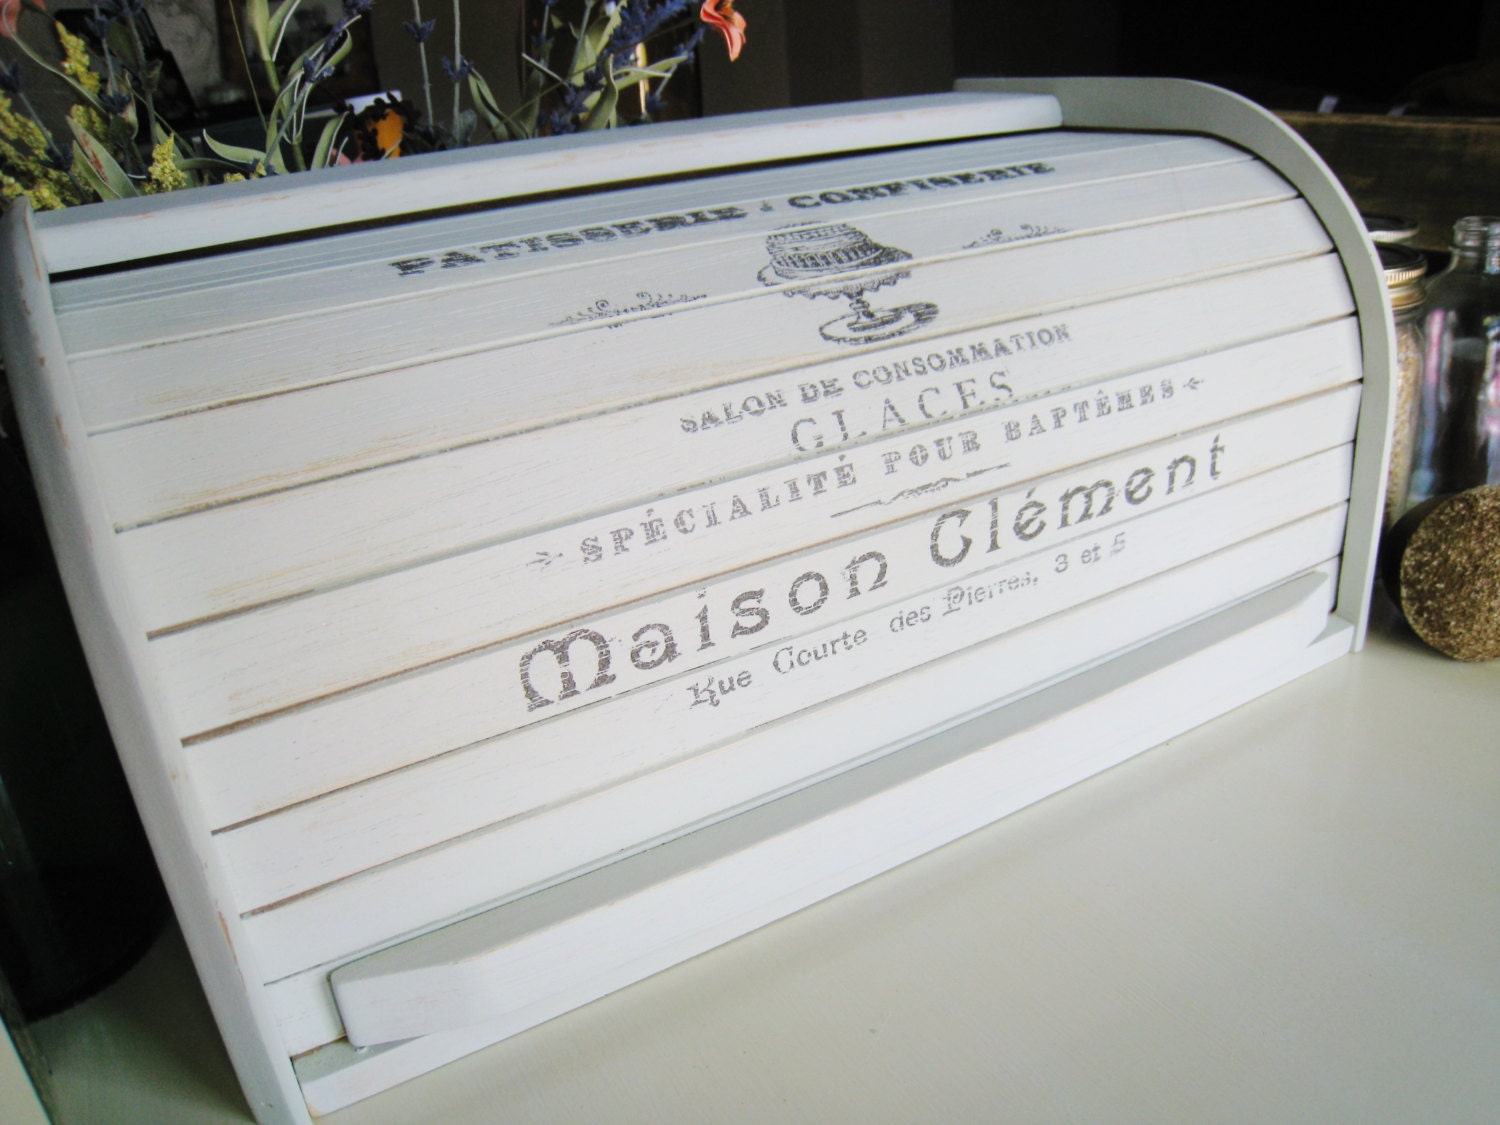 PATISSERIE & CONFISERIE
SALON DE CONSOMMATION
GLACES
SPÉCIALITÉ POUR BAPTÊMES
Maison Clément
Rue Courte des Pierres, 3 et 5